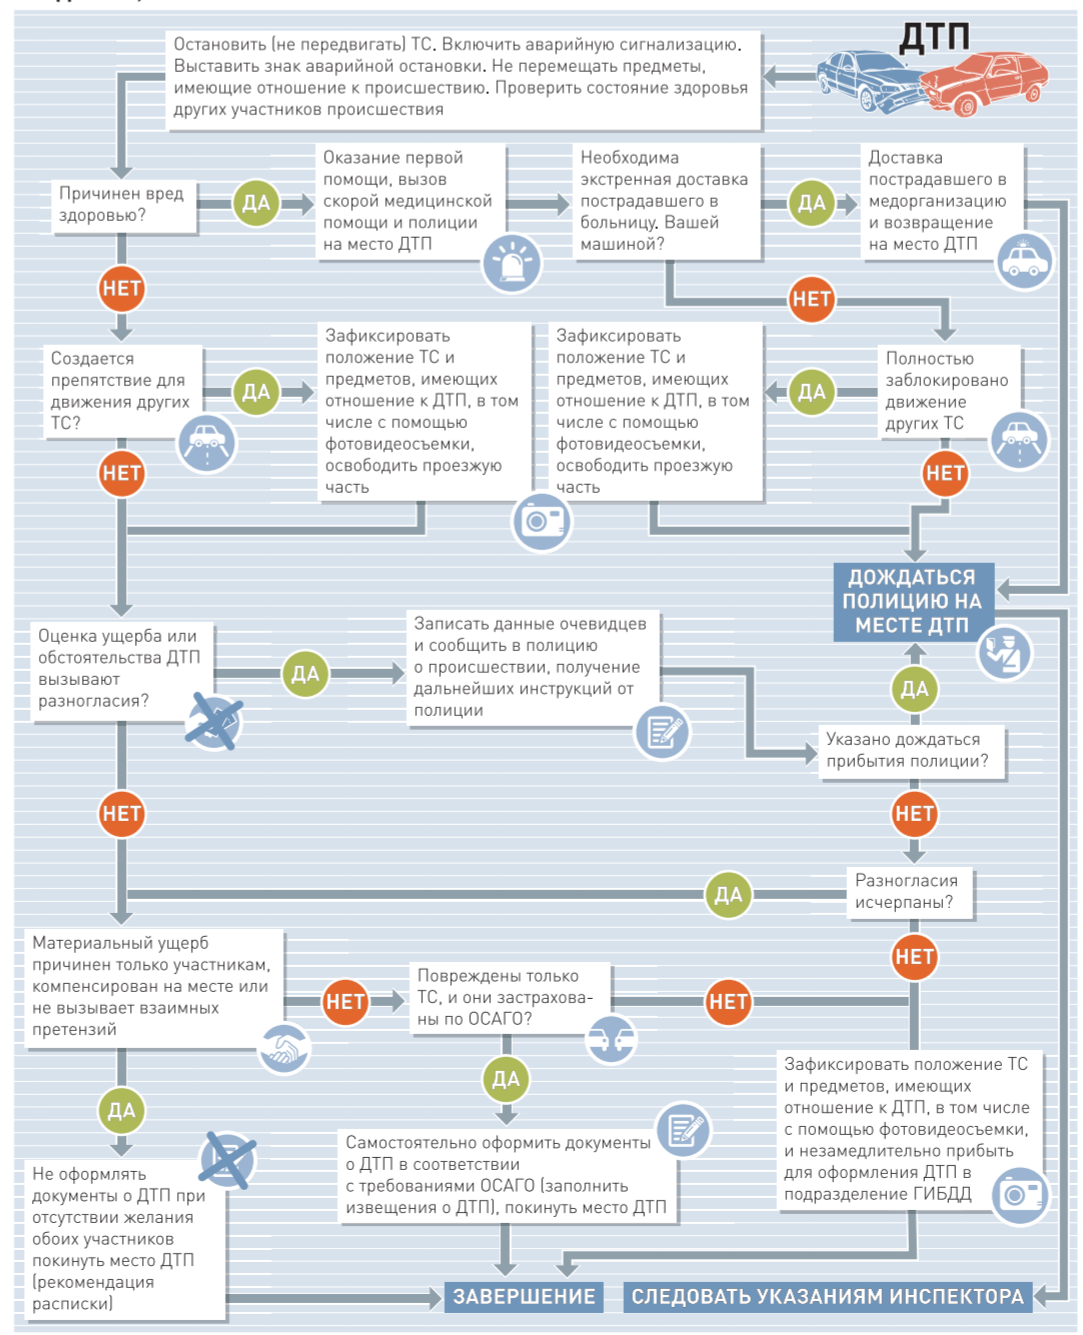 ДТП
Остановить (не передвигать) ТС. Включить аварийную сигнализацию.
Выставить знак аварийной остановки. Не перемещать предметы,
имеющие отношение к происшествию. Проверить состояние здоровья
других участников происшествия
Причинен вред
здоровью?
ДА
Оказание первой
помощи, вызов
скорой медицинской
помощи и полиции
на место ДТП
Необходима
экстренная доставка
пострадавшего в
больницу. Вашей
машиной?
ДА
Доставка
пострадавшего в
медорганизацию
и возвращение
на место ДТП
НЕТ
НЕТ
Создается
препятствие для
движения других
ТС?
ДА
Зафиксировать
положение ТС и
предметов, имеющих
отношение к ДТП, в том
числе с помощью
фотовидеосъемки,
освободить проезжую
часть
Зафиксировать
положение ТС и
предметов, имеющих
отношение к ДТП, в том
числе с помощью
фотовидеосъемки,
освободить проезжую
часть
ДА
Полностью
заблокировано
движение
других ТС
НЕТ
НЕТ
ДОЖДАТЬСЯ
ПОЛИЦИЮ НА
МЕСТЕ ДТП
Оценка ущерба или
обстоятельства ДТП
вызывают
разногласия?
ДА
Записать данные очевидцев
и сообщить в полицию
о происшествии, получение
дальнейших инструкций от
полиции
ДА
Указано дождаться
прибытия полиции?
НЕТ
НЕТ
Разногласия
исчерпаны?
ДА
НЕТ
Материальный ущерб
причинен только участникам,
компенсирован на месте или
не вызывает взаимных
претензий
НЕТ
Повреждены только
ТС, и они застрахова-
ны по ОСАГО?
НЕТ
ДА
ДА
Зафиксировать положение ТС
и предметов, имеющих
отношение к ДТП, в том числе
с помощью фотовидеосъемки,
и незамедлительно прибыть
для оформления ДТП в
подразделение ГИБДД
Самостоятельно оформить документы
о ДТП в соответствии
с требованиями ОСАГО (заполнить
извещения о ДТП), покинуть место ДТП
Не оформлять
документы о ДТП при
отсутствии желания
обоих участников
покинуть место ДТП
(рекомендация
расписки)
ЗАВЕРШЕНИЕ
СЛЕДОВАТЬ УКАЗАНИЯМ ИНСПЕКТОРА